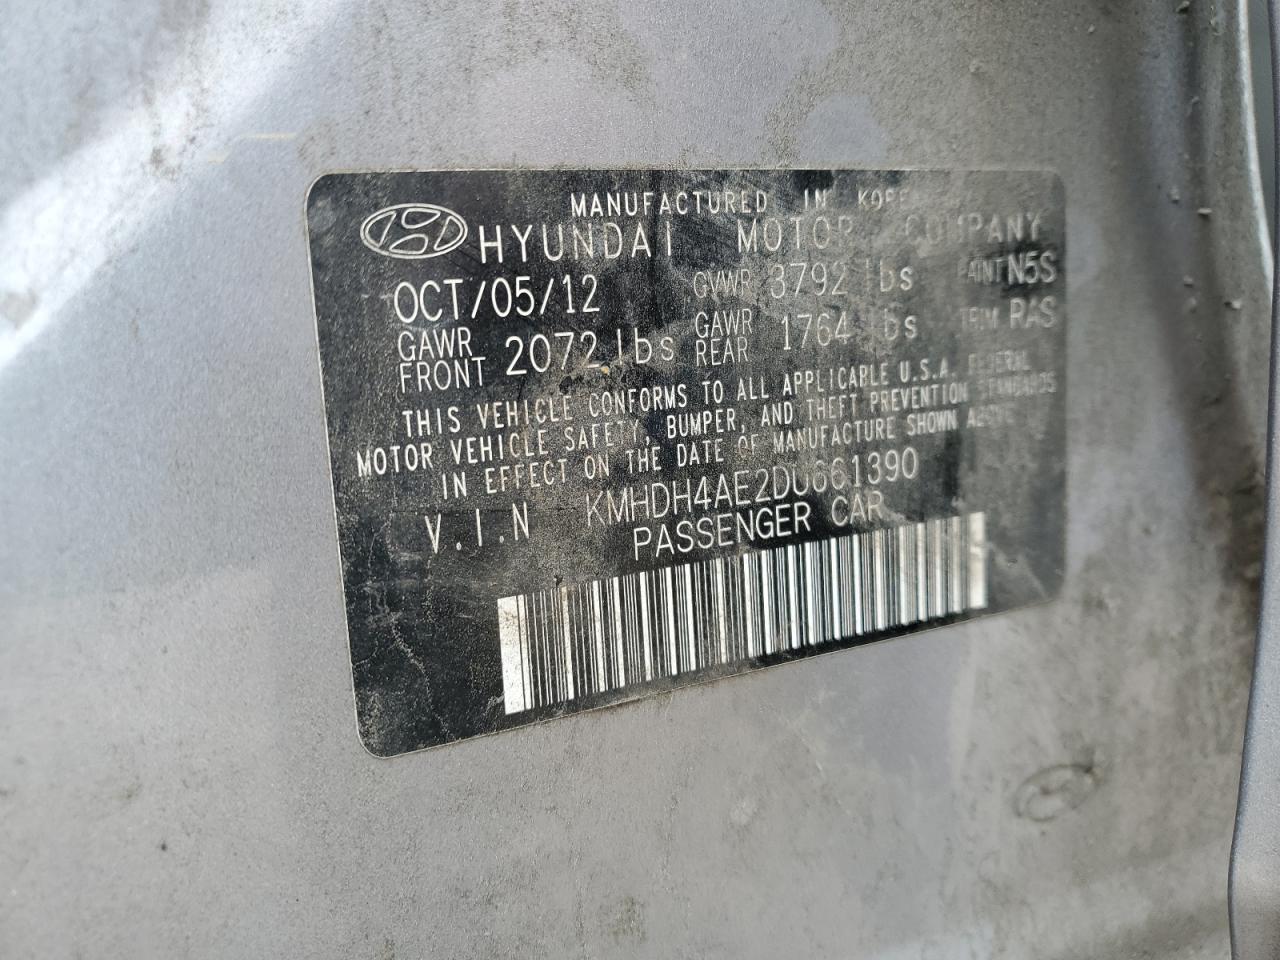 MANUFACTURED IN KOREA
HYUNDAI MOTOR COMPANY
OCT/05/12 GVWR 3792 lbs PAINT N5S
GAWR FRONT 2072 lbs GAWR REAR 1764 lbs TRIM RAS
THIS VEHICLE CONFORMS TO ALL APPLICABLE U.S.A. FEDERAL
MOTOR VEHICLE SAFETY, BUMPER, AND THEFT PREVENTION STANDARDS
IN EFFECT ON THE DATE OF MANUFACTURE SHOWN ABOVE
V.I.N KMHDH4AE2DU661390
PASSENGER CAR